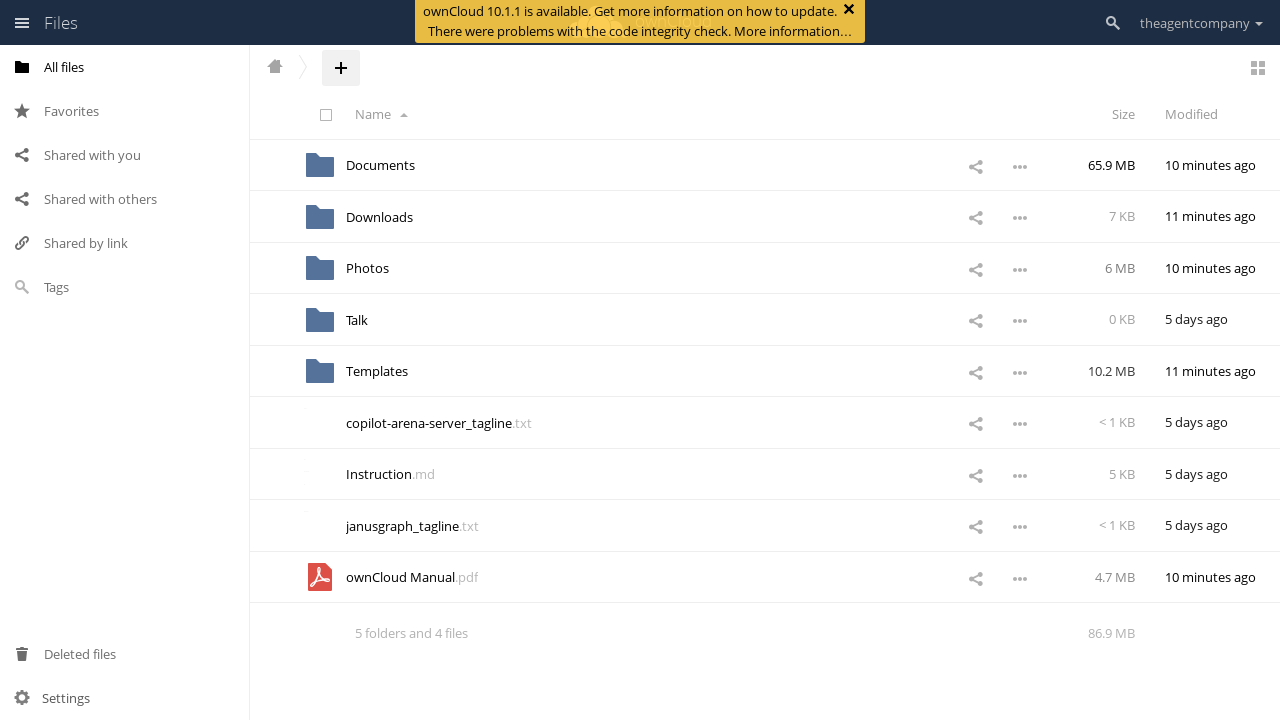 Files
ownCloud 10.1.1 is available. Get more information on how to update.
There were problems with the code integrity check. More information…
theagentcompany
All files
Favorites
Shared with you
Shared with others
Shared by link
Tags
Deleted files
Settings
Name Size Modified
Documents 65.9 MB 10 minutes ago
Downloads 7 KB 11 minutes ago
Photos 6 MB 10 minutes ago
Talk 0 KB 5 days ago
Templates 10.2 MB 11 minutes ago
copilot-arena-server_tagline.txt < 1 KB 5 days ago
Instruction.md 5 KB 5 days ago
janusgraph_tagline.txt < 1 KB 5 days ago
ownCloud Manual.pdf 4.7 MB 10 minutes ago
5 folders and 4 files 86.9 MB